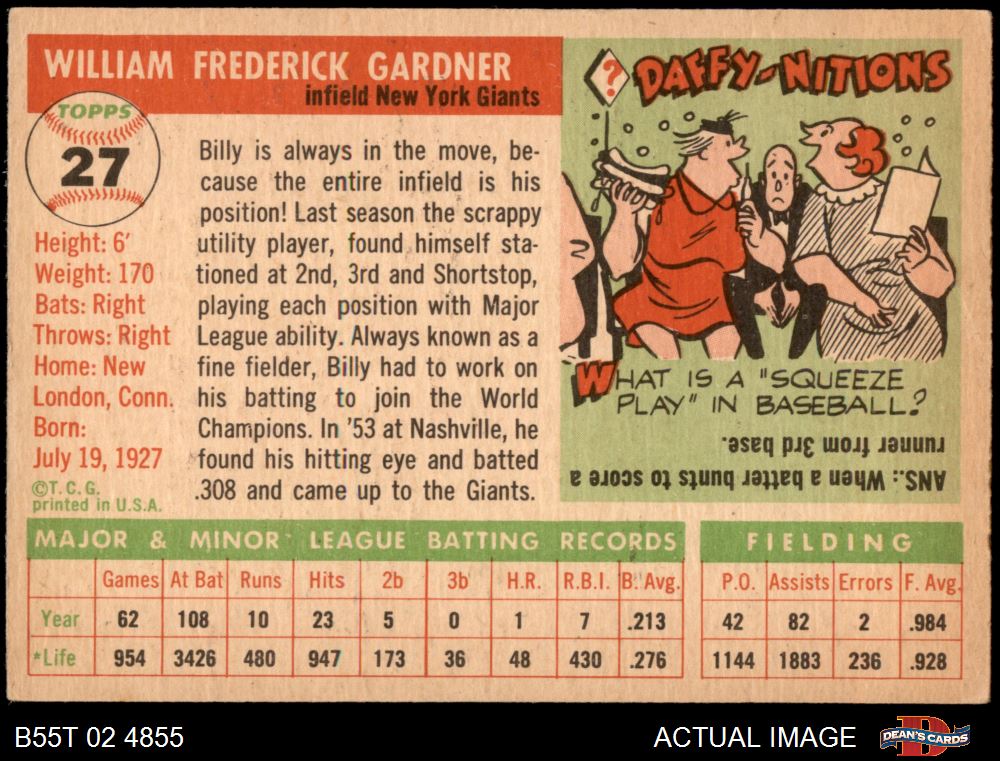 WILLIAM FREDERICK GARDNER
infield New York Giants
TOPPS
27
Height: 6'
Weight: 170
Bats: Right
Throws: Right
Home: New
London, Conn.
Born:
July 19, 1927
©T.C.G.
printed in U.S.A.
Billy is always in the move, be-
cause the entire infield is his
position! Last season the scrappy
utility player, found himself sta-
tioned at 2nd, 3rd and Shortstop,
playing each position with Major
League ability. Always known as a
fine fielder, Billy had to work on
his batting to join the World
Champions. In '53 at Nashville, he
found his hitting eye and batted
.308 and came up to the Giants.
? DAFFY-NITIONS
WHAT IS A "SQUEEZE
PLAY" IN BASEBALL?
ANS.: When a batter bunts to score a
runner from 3rd base.
MAJOR & MINOR LEAGUE BATTING RECORDS FIELDING
Games At Bat Runs Hits 2b 3b H.R. R.B.I. B. Avg. P.O. Assists Errors F. Avg.
Year 62 108 10 23 5 0 1 7 .213 42 82 2 .984
*Life 954 3426 480 947 173 36 48 430 .276 1144 1883 236 .928
B55T 02 4855 ACTUAL IMAGE D DEAN'S CARDS